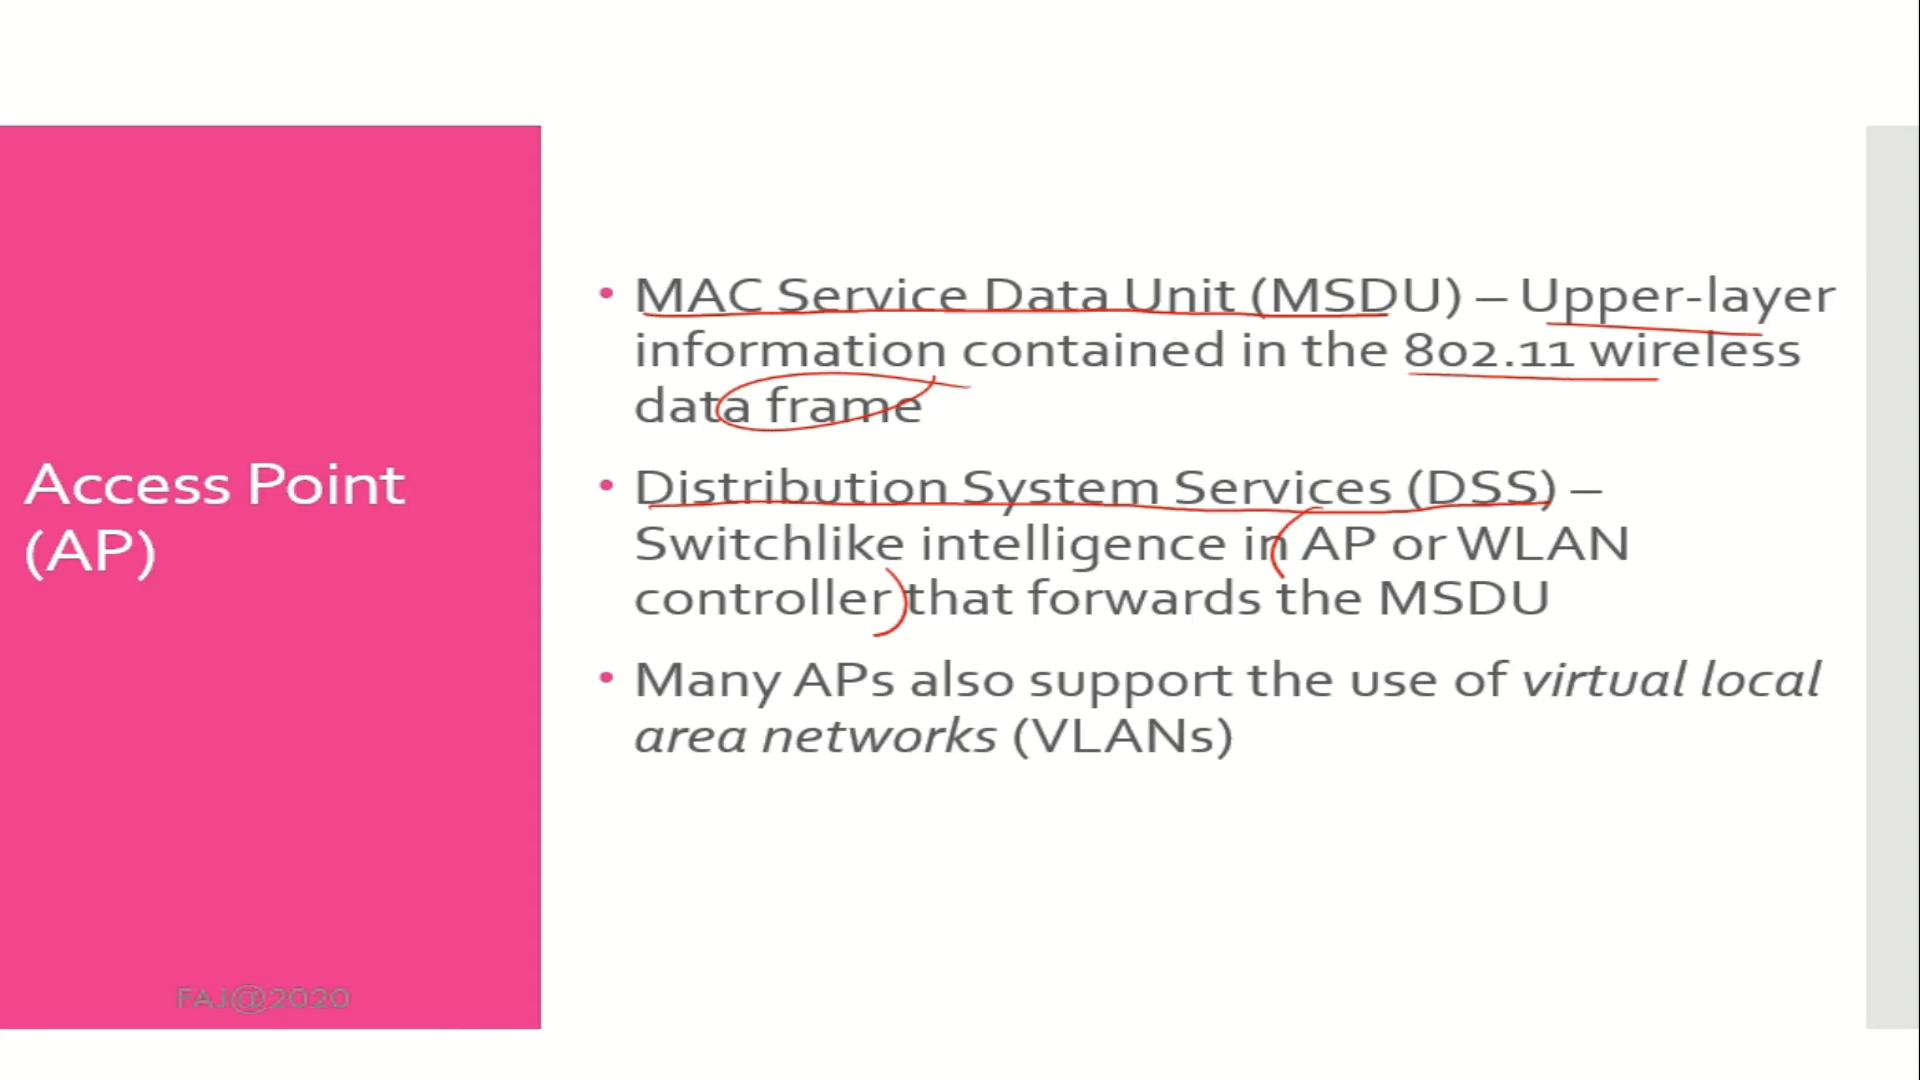 Access Point
(AP)
• MAC Service Data Unit (MSDU) – Upper-layer
information contained in the 802.11 wireless
data frame
• Distribution System Services (DSS) –
Switchlike intelligence in AP or WLAN
controller that forwards the MSDU
• Many APs also support the use of virtual local
area networks (VLANs)
FAJ@2020